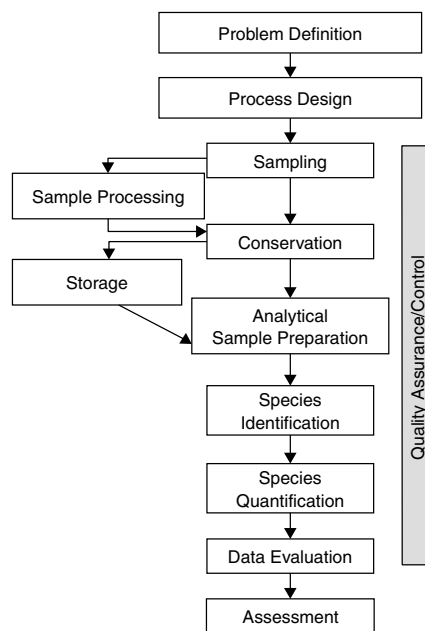 Problem Definition
Process Design
Sampling
Sample Processing
Conservation
Storage
Analytical
Sample Preparation
Species
Identification
Species
Quantification
Data Evaluation
Assessment
Quality Assurance/Control